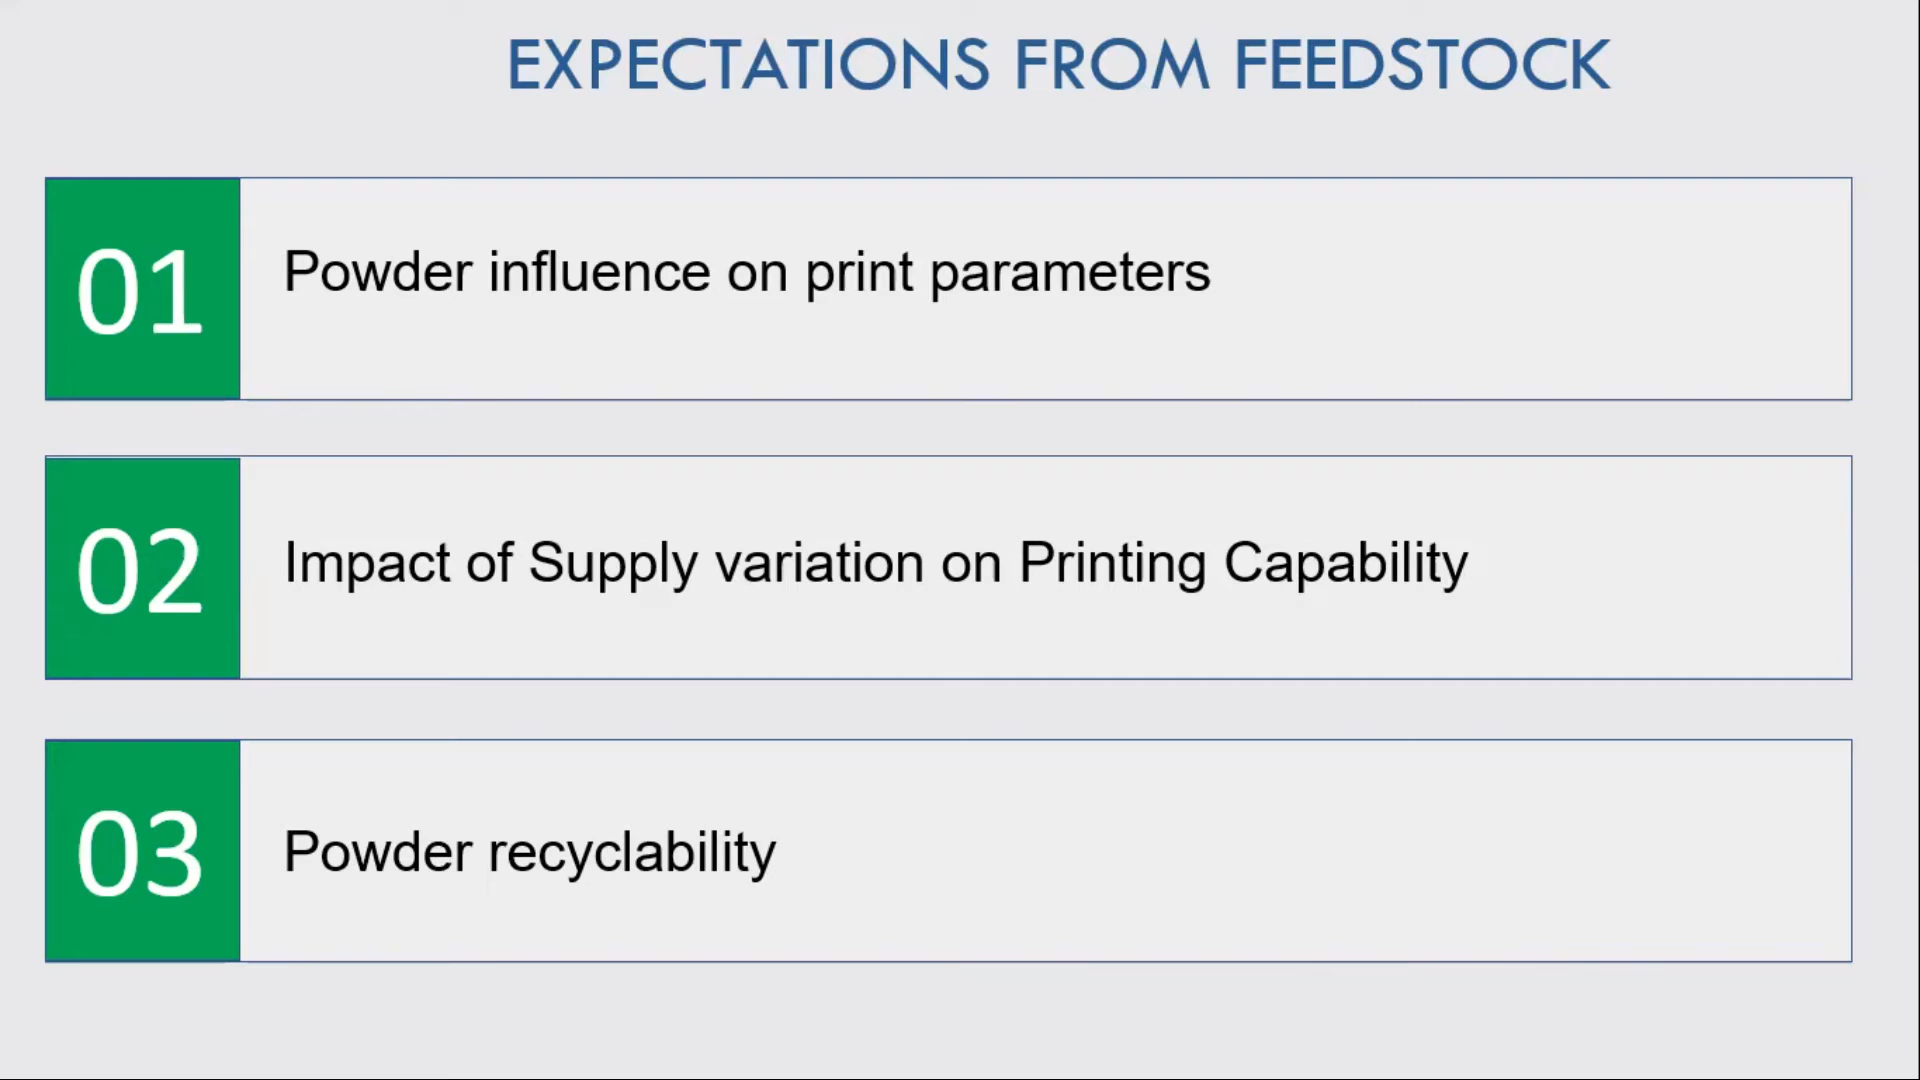 EXPECTATIONS FROM FEEDSTOCK
01
Powder influence on print parameters
02
Impact of Supply variation on Printing Capability
03
Powder recyclability